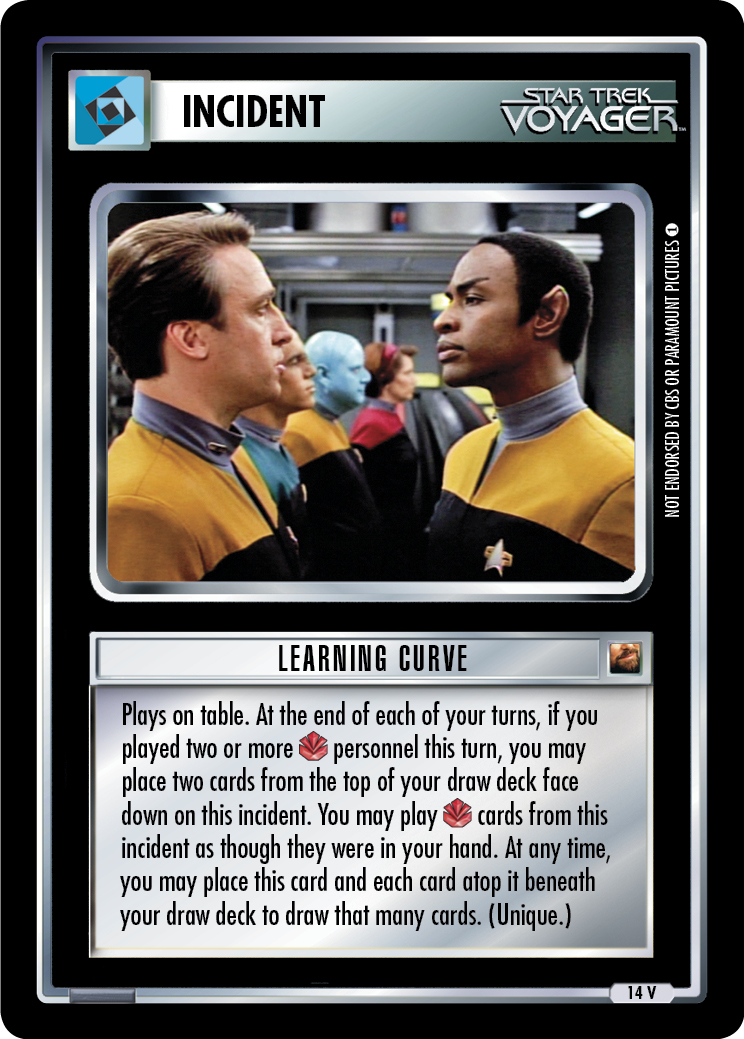 INCIDENT
STAR TREK
VOYAGER™
NOT ENDORSED BY CBS OR PARAMOUNT PICTURES 1
LEARNING CURVE
Plays on table. At the end of each of your turns, if you
played two or more personnel this turn, you may
place two cards from the top of your draw deck face
down on this incident. You may play cards from this
incident as though they were in your hand. At any time,
you may place this card and each card atop it beneath
your draw deck to draw that many cards. (Unique.)
14 V